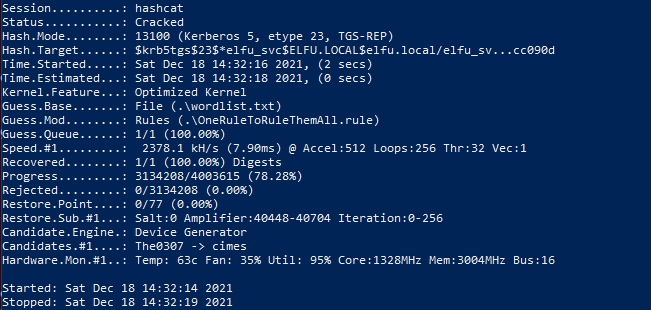 Session..........: hashcat
Status...........: Cracked
Hash.Mode........: 13100 (Kerberos 5, etype 23, TGS-REP)
Hash.Target......: $krb5tgs$23$*elfu_svc$ELFU.LOCAL$elfu.local/elfu_sv...cc090d
Time.Started.....: Sat Dec 18 14:32:16 2021, (2 secs)
Time.Estimated...: Sat Dec 18 14:32:18 2021, (0 secs)
Kernel.Feature...: Optimized Kernel
Guess.Base.......: File (.\wordlist.txt)
Guess.Mod........: Rules (.\OneRuleToRuleThemAll.rule)
Guess.Queue......: 1/1 (100.00%)
Speed.#1.........:  2378.1 kH/s (7.90ms) @ Accel:512 Loops:256 Thr:32 Vec:1
Recovered........: 1/1 (100.00%) Digests
Progress.........: 3134208/4003615 (78.28%)
Rejected.........: 0/3134208 (0.00%)
Restore.Point....: 0/77 (0.00%)
Restore.Sub.#1...: Salt:0 Amplifier:40448-40704 Iteration:0-256
Candidate.Engine.: Device Generator
Candidates.#1....: The0307 -> cimes
Hardware.Mon.#1..: Temp: 63c Fan: 35% Util: 95% Core:1328MHz Mem:3004MHz Bus:16
Started: Sat Dec 18 14:32:14 2021
Stopped: Sat Dec 18 14:32:19 2021